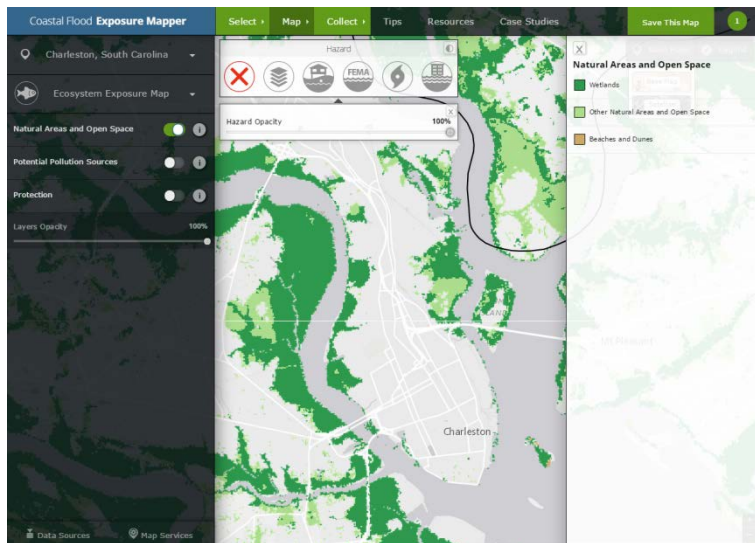 Coastal Flood Exposure Mapper
Select › Map › Collect › Tips Resources Case Studies
Save This Map 1
Charleston, South Carolina
Ecosystem Exposure Map
Natural Areas and Open Space i
Potential Pollution Sources i
Protection i
Layers Opacity 100%
Data Sources Map Services
Hazard
FEMA
x
Hazard Opacity 100%
Charleston
X
Natural Areas and Open Space
Wetlands
Other Natural Areas and Open Space
Beaches and Dunes
Mt Pleasant